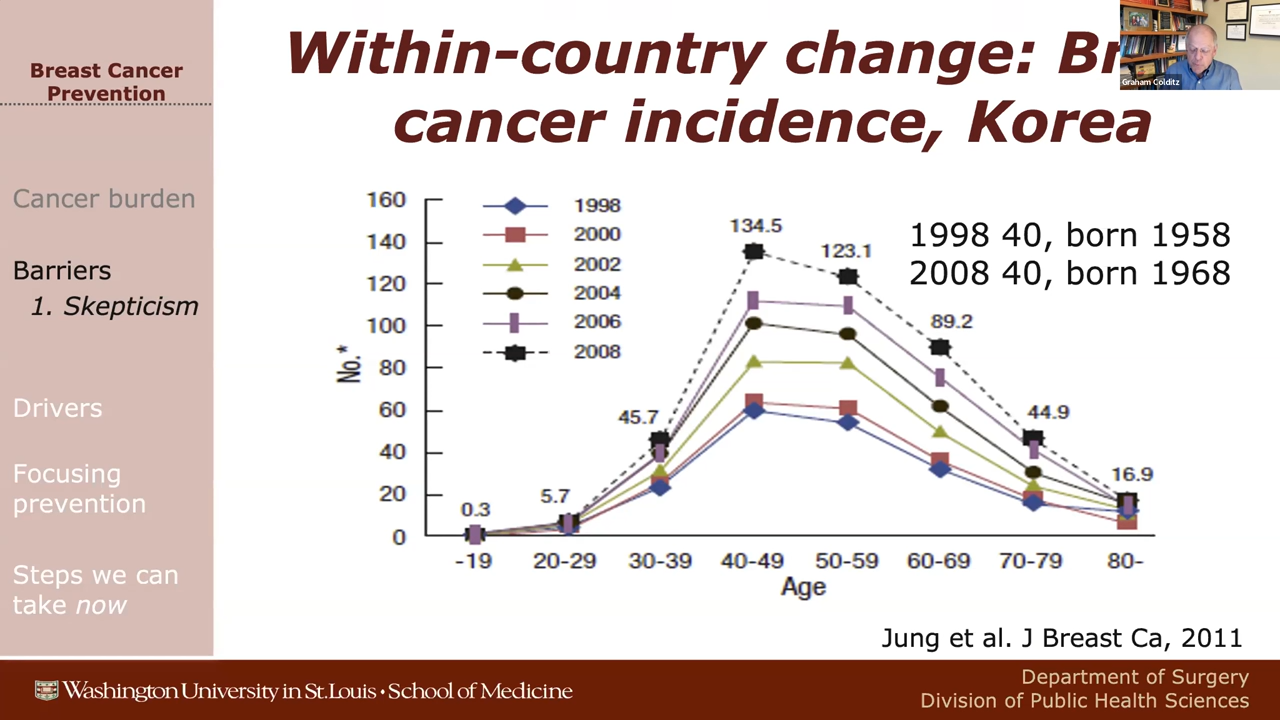 Breast Cancer
Prevention
Cancer burden
Barriers
1. Skepticism
Drivers
Focusing
prevention
Steps we can
take now
Within-country change: Br
cancer incidence, Korea
Graham Colditz
1998 40, born 1958
2008 40, born 1968
160
140
120
100
80
60
40
20
0
No.*
1998
2000
2002
2004
2006
2008
0.3
5.7
45.7
134.5
123.1
89.2
44.9
16.9
-19 20-29 30-39 40-49 50-59 60-69 70-79 80-
Age
Jung et al. J Breast Ca, 2011
Washington University in St. Louis • School of Medicine
Department of Surgery
Division of Public Health Sciences